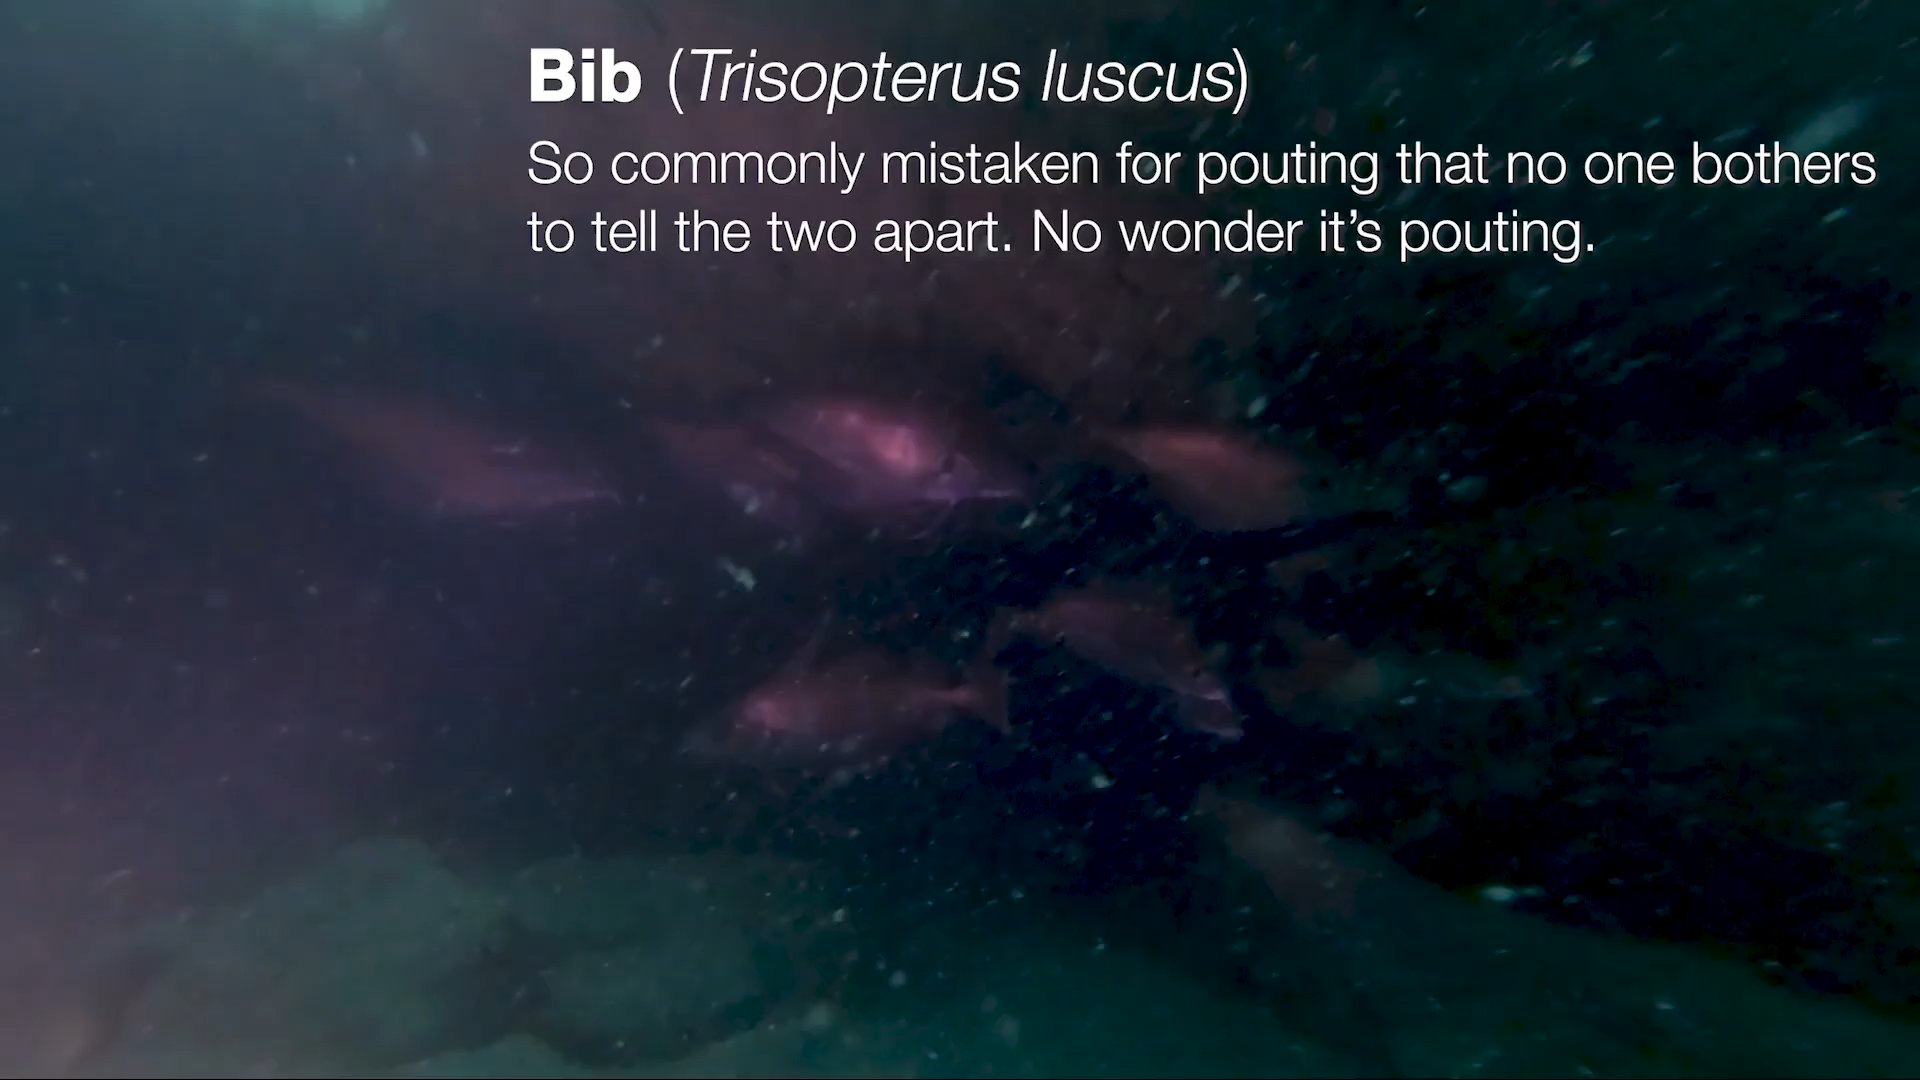 Bib (Trisopterus luscus)
So commonly mistaken for pouting that no one bothers
to tell the two apart. No wonder it’s pouting.